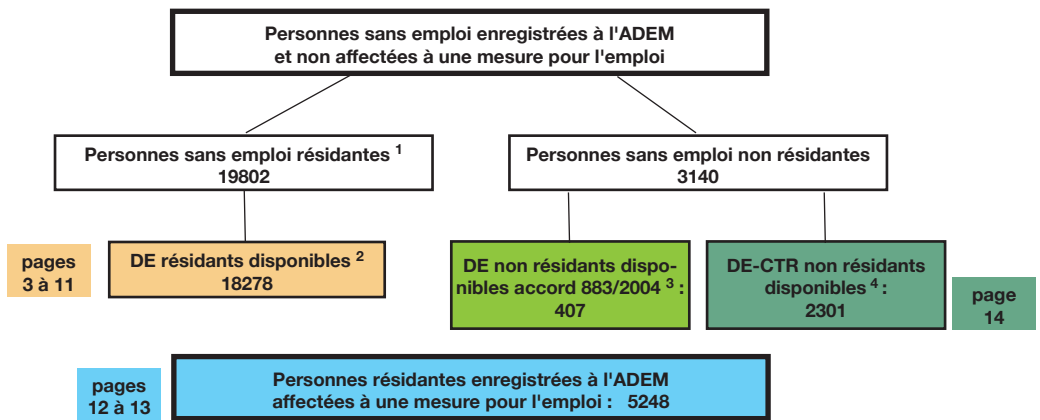 Personnes sans emploi enregistrées à l'ADEM
et non affectées à une mesure pour l'emploi
Personnes sans emploi résidantes 1
19802
Personnes sans emploi non résidantes
3140
pages
3 à 11
DE résidants disponibles 2
18278
DE non résidants dispo-
nibles accord 883/2004 3 :
407
DE-CTR non résidants
disponibles 4 :
2301
page
14
pages
12 à 13
Personnes résidantes enregistrées à l'ADEM
affectées à une mesure pour l'emploi : 5248